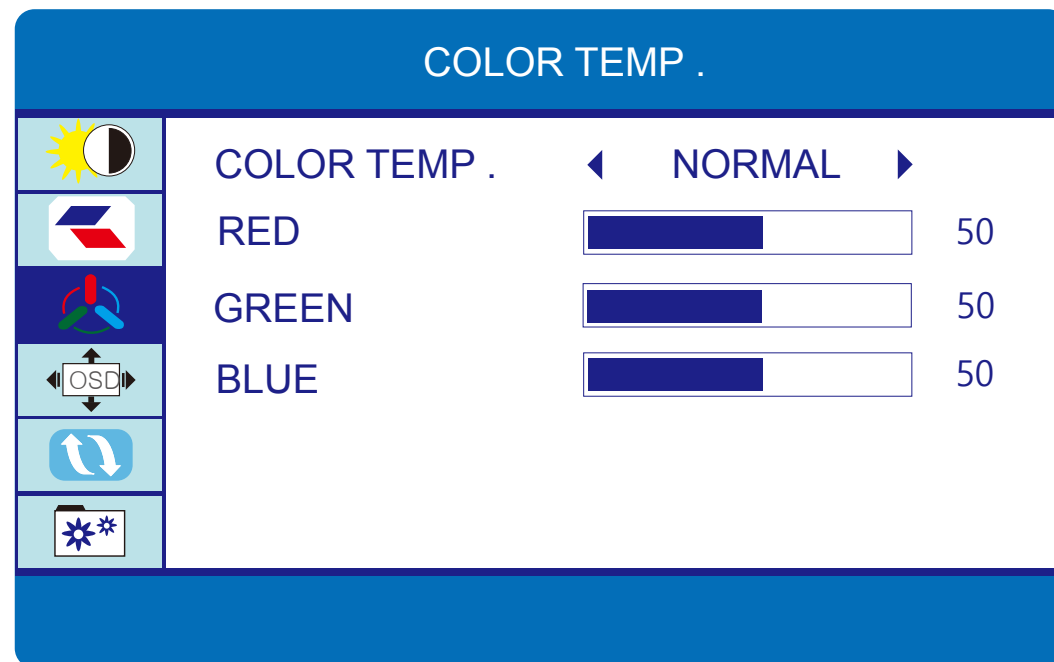 COLOR TEMP .
COLOR TEMP . NORMAL
RED 50
GREEN 50
BLUE 50
OSD